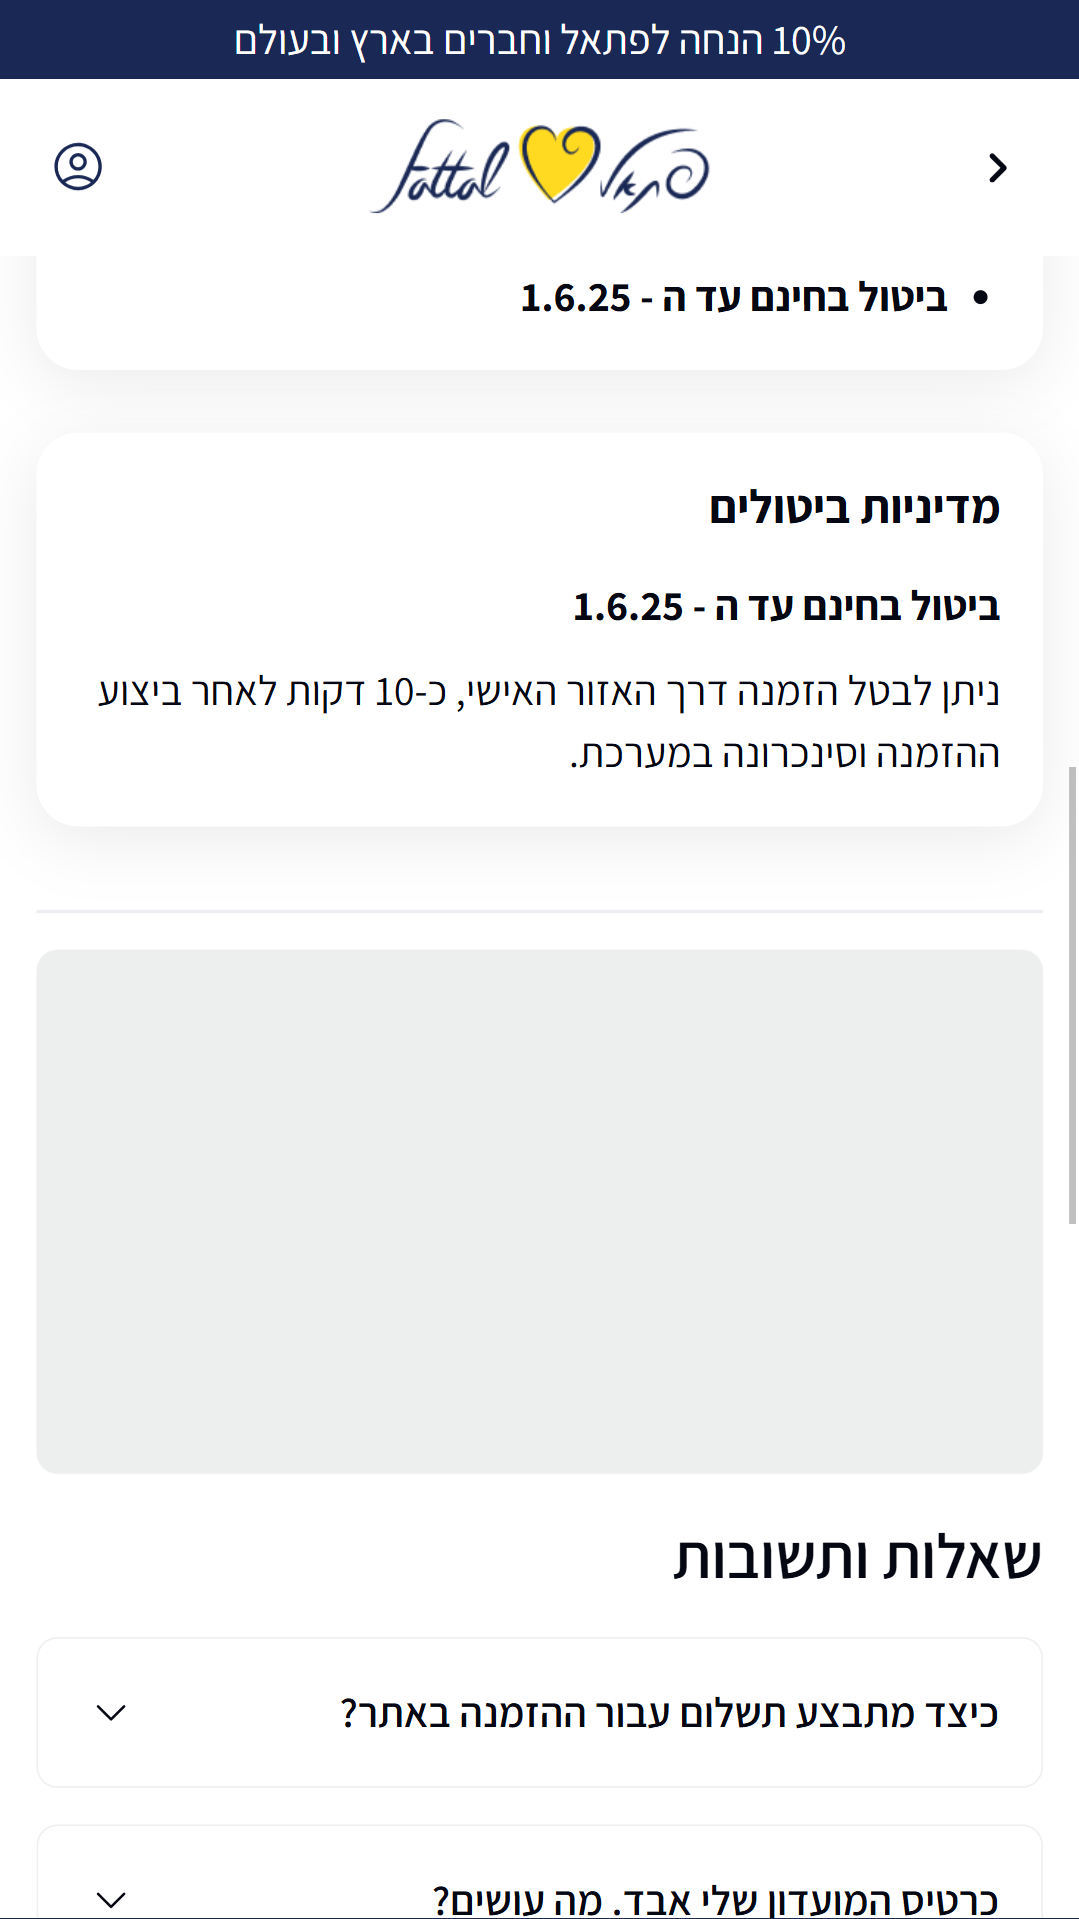 10% הנחה לפתאל וחברים בארץ ובעולם
פתאל fattal
• ביטול בחינם עד ה - 1.6.25
מדיניות ביטולים
ביטול בחינם עד ה - 1.6.25
ניתן לבטל הזמנה דרך האזור האישי, כ-10 דקות לאחר ביצוע
ההזמנה וסינכרונה במערכת.
שאלות ותשובות
כיצד מתבצע תשלום עבור ההזמנה באתר?
כרטיס המועדון שלי אבד. מה עושים?